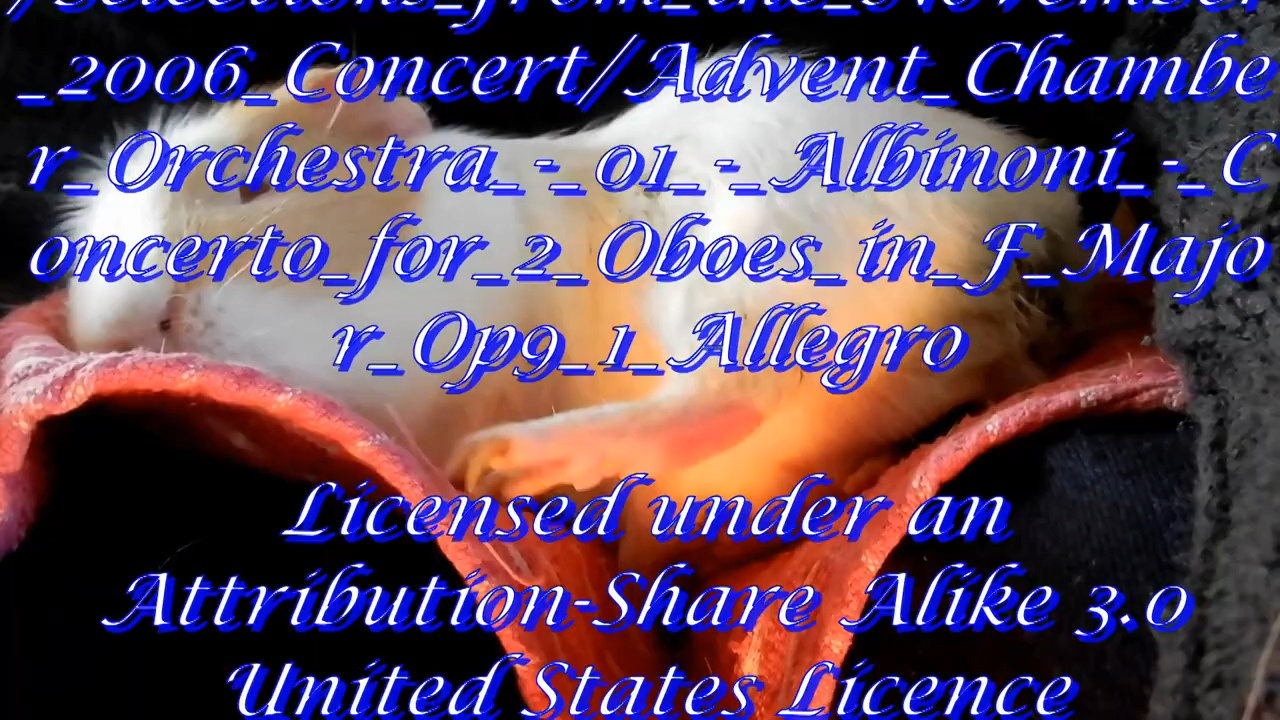 /Selections_from_the_November
_2006_Concert/Advent_Chambe
r_Orchestra_-_01_-_Albinoni_-_C
oncerto_for_2_Oboes_in_F_Majo
r_Op9_1_Allegro
Licensed under an
Attribution-Share Alike 3.0
United States Licence